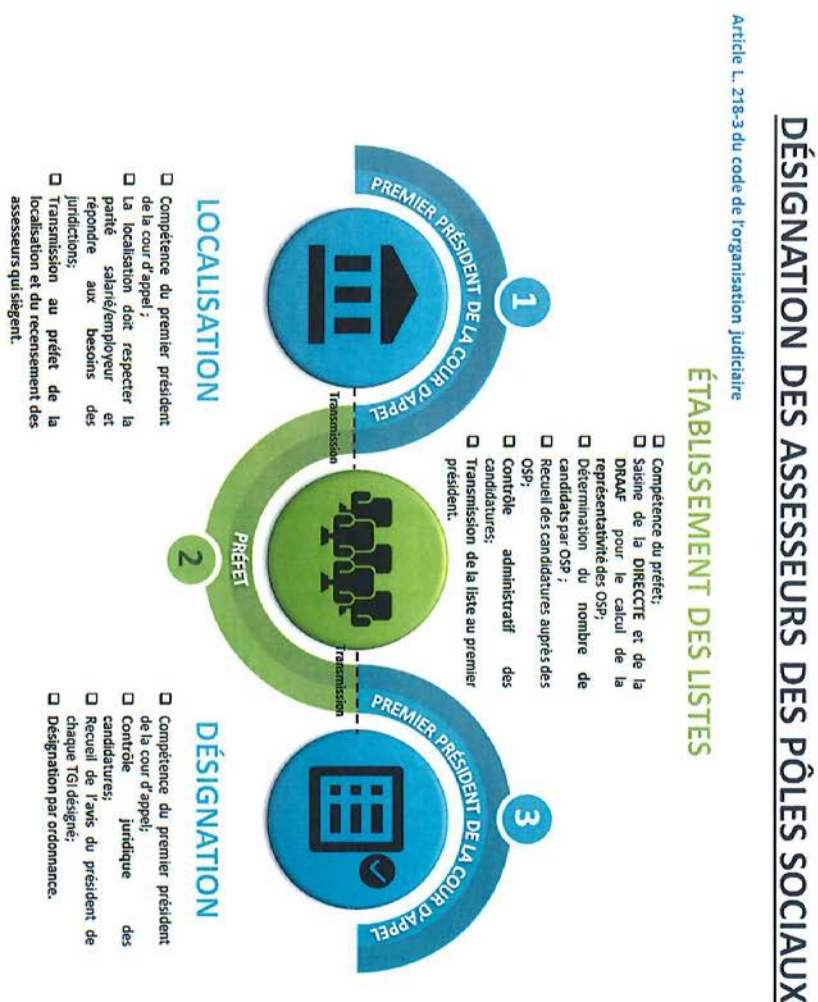 DÉSIGNATION DES ASSESSEURS DES PÔLES SOCIAUX
Article L. 218-3 du code de l'organisation judiciaire
ÉTABLISSEMENT DES LISTES
❑ Compétence du préfet;
❑ Saisine de la DIRECCTE et de la
DRAAF pour le calcul de la
représentativité des OSP;
❑ Détermination du nombre de
candidats par OSP ;
❑ Recueil des candidatures auprès des
OSP;
❑ Contrôle administratif des
candidatures;
❑ Transmission de la liste au premier
président.
1
PREMIER PRÉSIDENT DE LA COUR D'APPEL
Transmission
2
PRÉFET
Transmission
3
PREMIER PRÉSIDENT DE LA COUR D'APPEL
LOCALISATION
❑ Compétence du premier président
de la cour d'appel ;
❑ La localisation doit respecter la
parité salarié/employeur et
répondre aux besoins des
juridictions;
❑ Transmission au préfet de la
localisation et du recensement des
assesseurs qui siègent.
DÉSIGNATION
❑ Compétence du premier président
de la cour d'appel;
❑ Contrôle juridique des
candidatures;
❑ Recueil de l'avis du président de
chaque TGI désigné;
❑ Désignation par ordonnance.